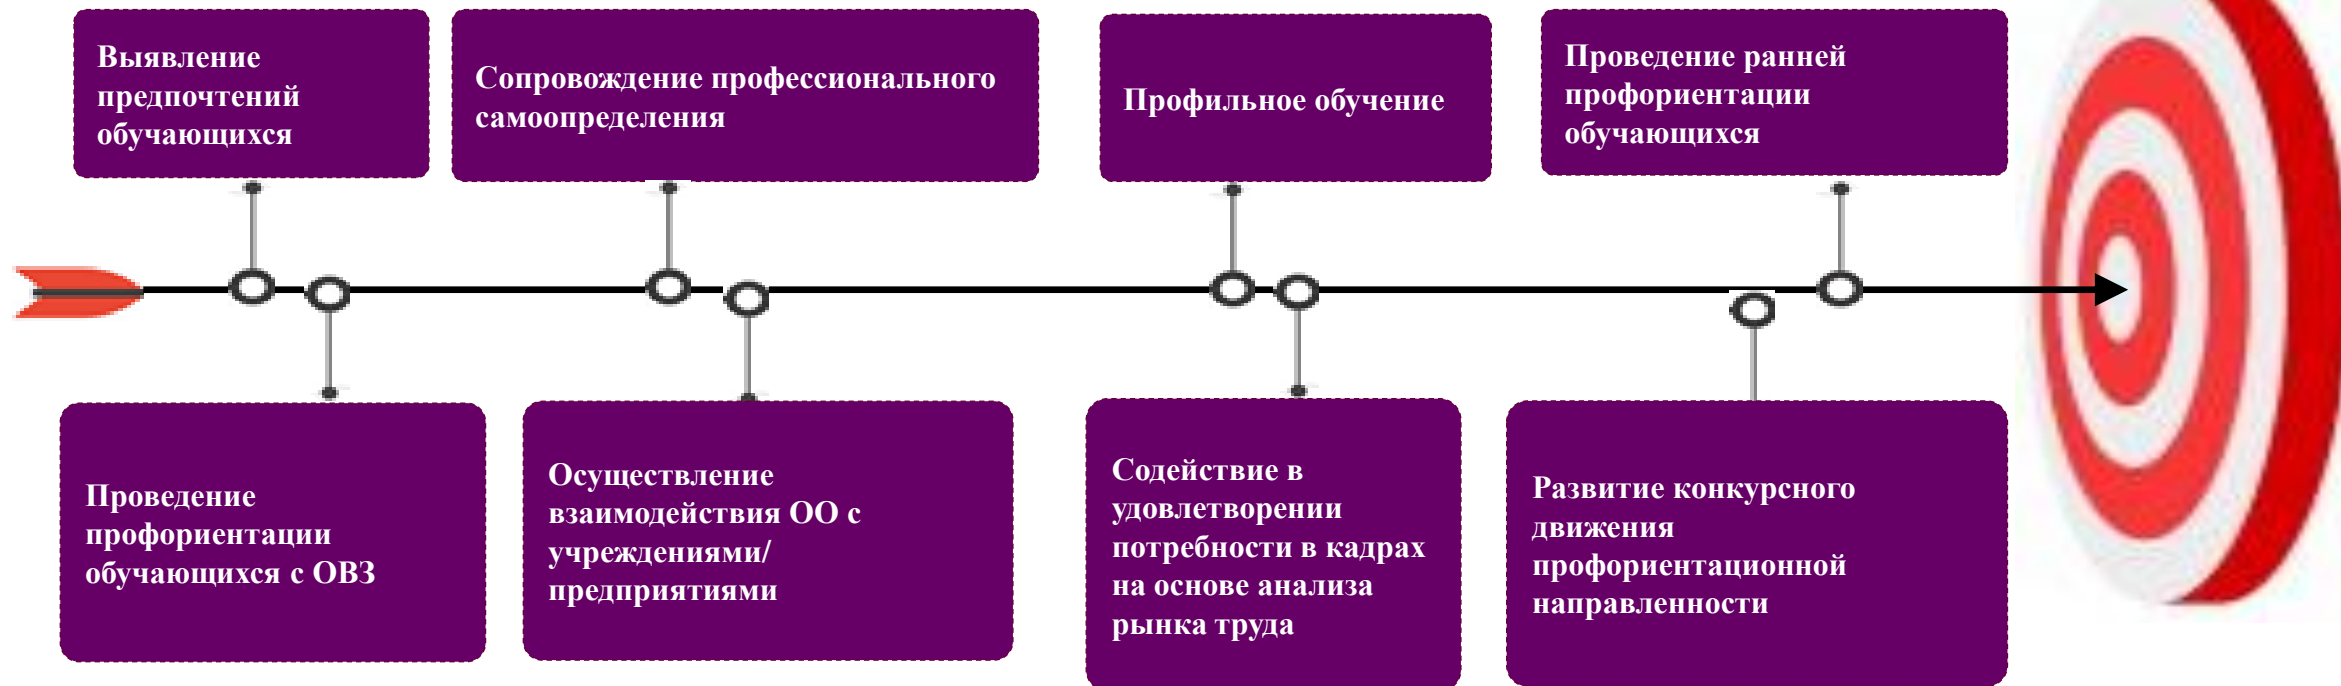 Выявление
предпочтений
обучающихся
Сопровождение профессионального
самоопределения
Профильное обучение
Проведение ранней
профориентации
обучающихся
Проведение
профориентации
обучающихся с ОВЗ
Осуществление
взаимодействия ОО с
учреждениями/
предприятиями
Содействие в
удовлетворении
потребности в кадрах
на основе анализа
рынка труда
Развитие конкурсного
движения
профориентационной
направленности